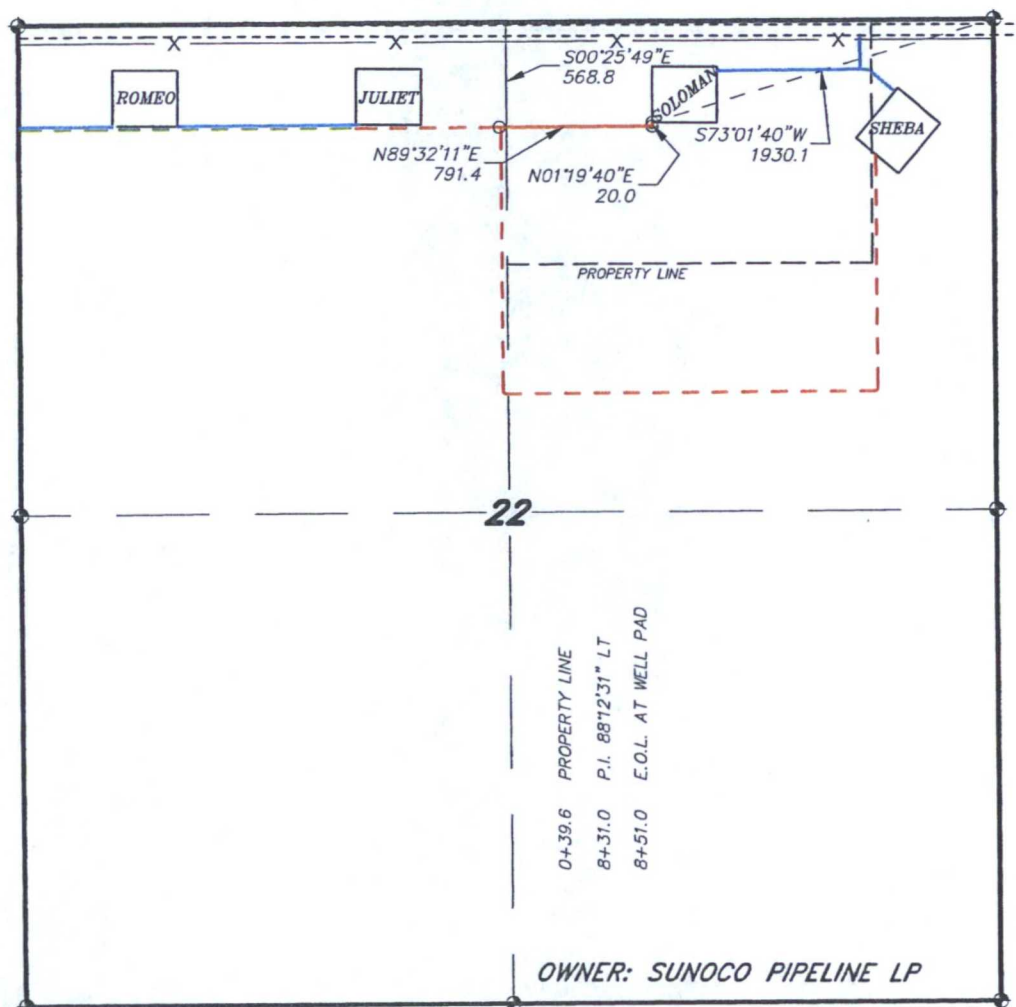 X X X X
S00°25'49"E
568.8
ROMEO
JULIET
SOLOMAN
SHEBA
S73°01'40"W
1930.1
N89°32'11"E
791.4
N01°19'40"E
20.0
PROPERTY LINE
22
0+39.6 PROPERTY LINE
8+31.0 P.I. 88°12'31" LT
8+51.0 E.O.L. AT WELL PAD
OWNER: SUNOCO PIPELINE LP